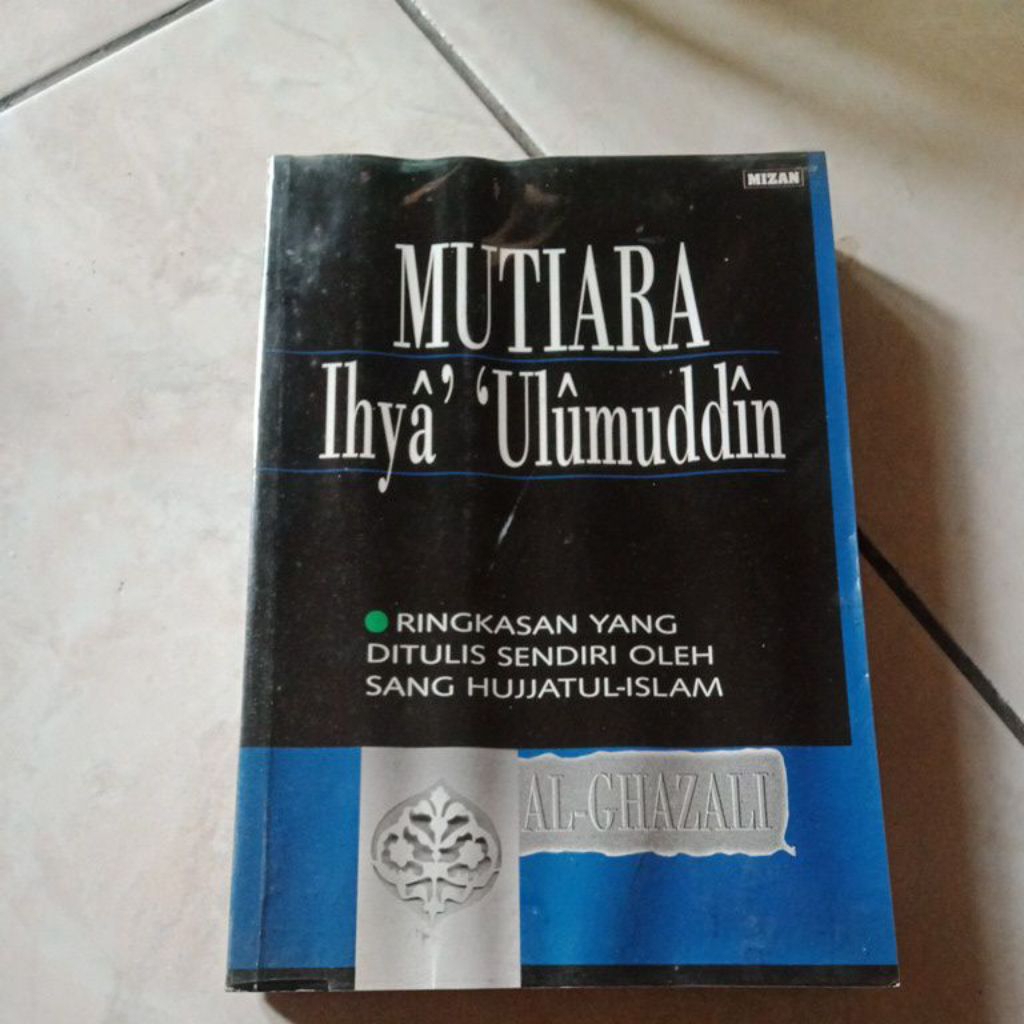 MIZAN
MUTIARA
Ihyâ’ ‘Ulûmuddîn
RINGKASAN YANG
DITULIS SENDIRI OLEH
SANG HUJJATUL-ISLAM
AL-GHAZALI